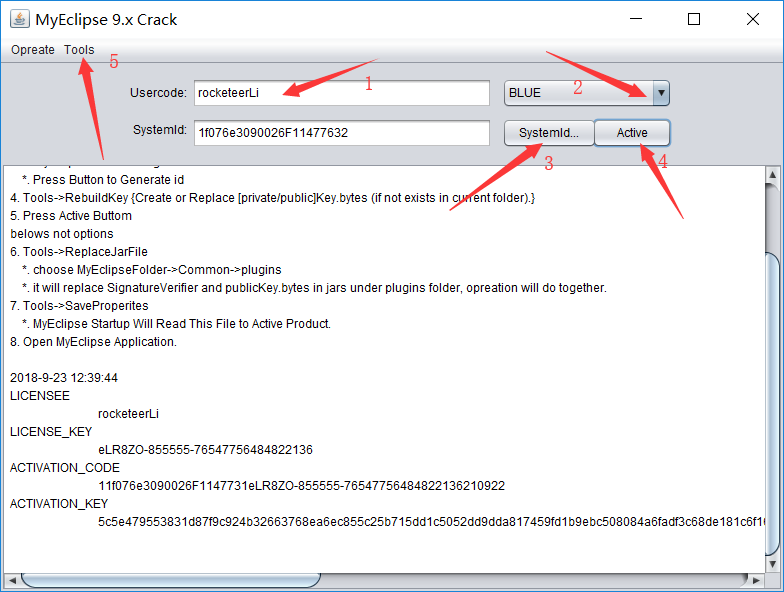 MyEclipse 9.x Crack
Opreate Tools
5
Usercode: rocketeerLi 1 BLUE 2
SystemId: 1f076e3090026F11477632 SystemId... Active
3 4
*. Press Button to Generate id
4. Tools->RebuildKey {Create or Replace [private/public]Key.bytes (if not exists in current folder).}
5. Press Active Buttom
belows not options
6. Tools->ReplaceJarFile
*. choose MyEclipseFolder->Common->plugins
*. it will replace SignatureVerifier and publicKey.bytes in jars under plugins folder, opreation will do together.
7. Tools->SaveProperites
*. MyEclipse Startup Will Read This File to Active Product.
8. Open MyEclipse Application.
2018-9-23 12:39:44
LICENSEE
rocketeerLi
LICENSE_KEY
eLR8ZO-855555-76547756484822136
ACTIVATION_CODE
11f076e3090026F1147731eLR8ZO-855555-76547756484822136210922
ACTIVATION_KEY
5c5e479553831d87f9c924b32663768ea6ec855c25b715dd1c5052dd9dda817459fd1b9ebc508084a6fadf3c68de181c6f16